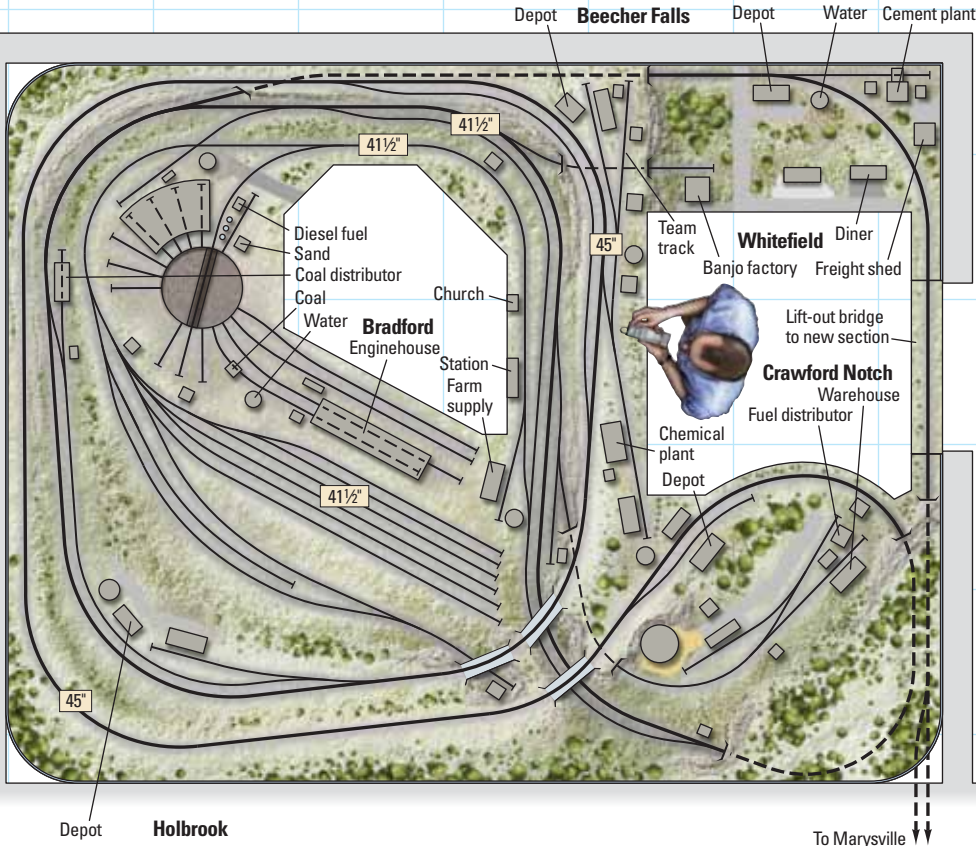 Depot
Beecher Falls
Depot
Water
Cement plant
41½"
41½"
Diesel fuel
Sand
Coal distributor
Coal
Water
Bradford
Enginehouse
Church
Station
Farm
supply
45"
Team
track
Banjo factory
Whitefield
Diner
Freight shed
Lift-out bridge
to new section
Crawford Notch
Warehouse
Fuel distributor
Chemical
plant
Depot
41½"
45"
Depot
Holbrook
To Marysville